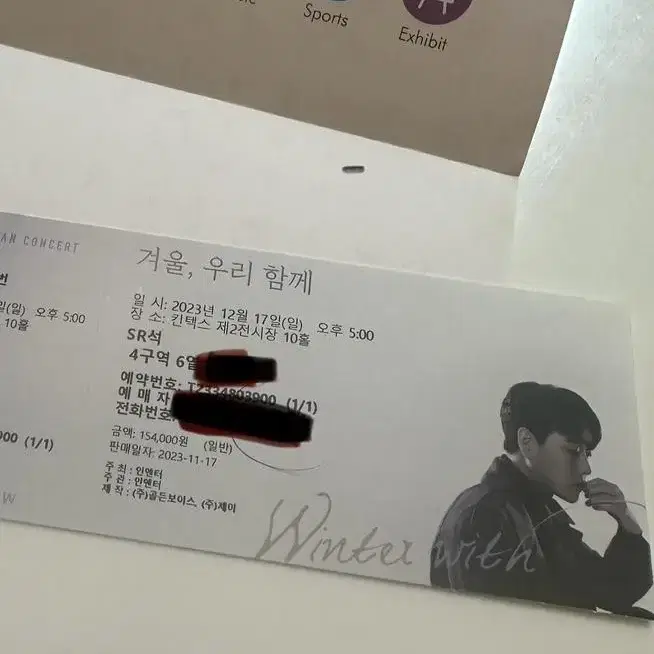 Sports
Exhibit
AN CONCERT
겨울, 우리 함께
일 시: 2023년 12월 17일(일) 오후 5:00
장 소: 킨텍스 제2전시장 10홀
SR석
4구역 6열
예약번호: T2334803900 (1/1)
예 매 자
전화번호:
금액: 154,000원 (일반)
판매일자: 2023-11-17
주 최 : 인엔터
주 관 : 인엔터
제 작 : (주)골든보이스, (주)제이
번
일(일) 오후 5:00
10홀
900 (1/1)
W
Winter with